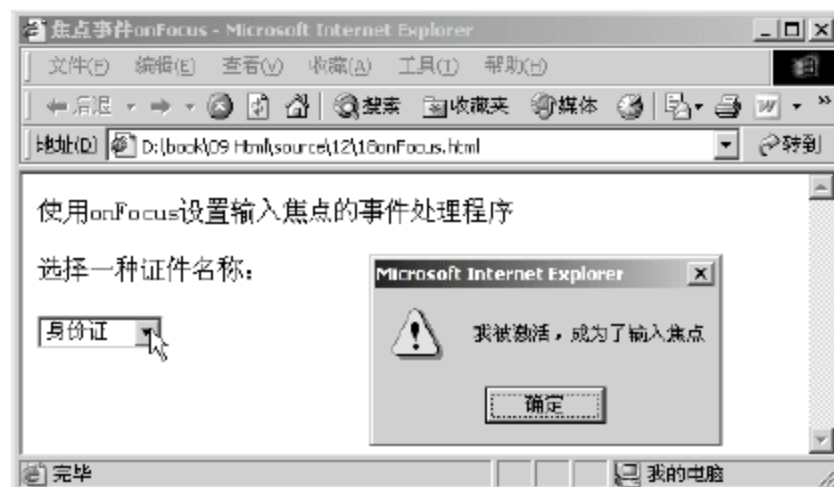 焦点事件onFocus - Microsoft Internet Explorer
文件(F) 编辑(E) 查看(V) 收藏(A) 工具(T) 帮助(H)
后退 搜索 收藏夹 媒体 »
地址(D) D:\book\09 Html\source\12\18onFocus.html 转到
使用onFocus设置输入焦点的事件处理程序
选择一种证件名称：
身份证
Microsoft Internet Explorer
我被激活，成为了输入焦点
确定
完毕 我的电脑